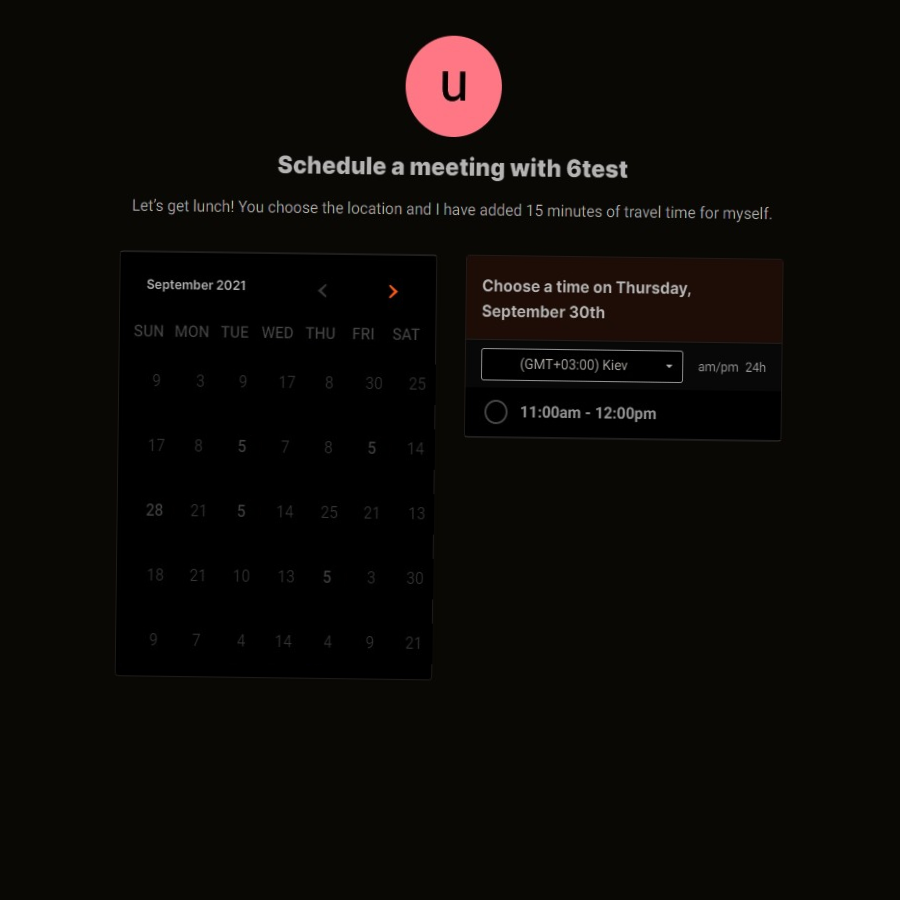 u
Schedule a meeting with 6test
Let's get lunch! You choose the location and I have added 15 minutes of travel time for myself.
September 2021
SUN MON TUE WED THU FRI SAT
9 3 9 17 8 30 25
17 8 5 7 8 5 14
28 21 5 14 25 21 13
18 21 10 13 5 3 30
9 7 4 14 4 9 21
Choose a time on Thursday,
September 30th
(GMT+03:00) Kiev am/pm 24h
11:00am - 12:00pm